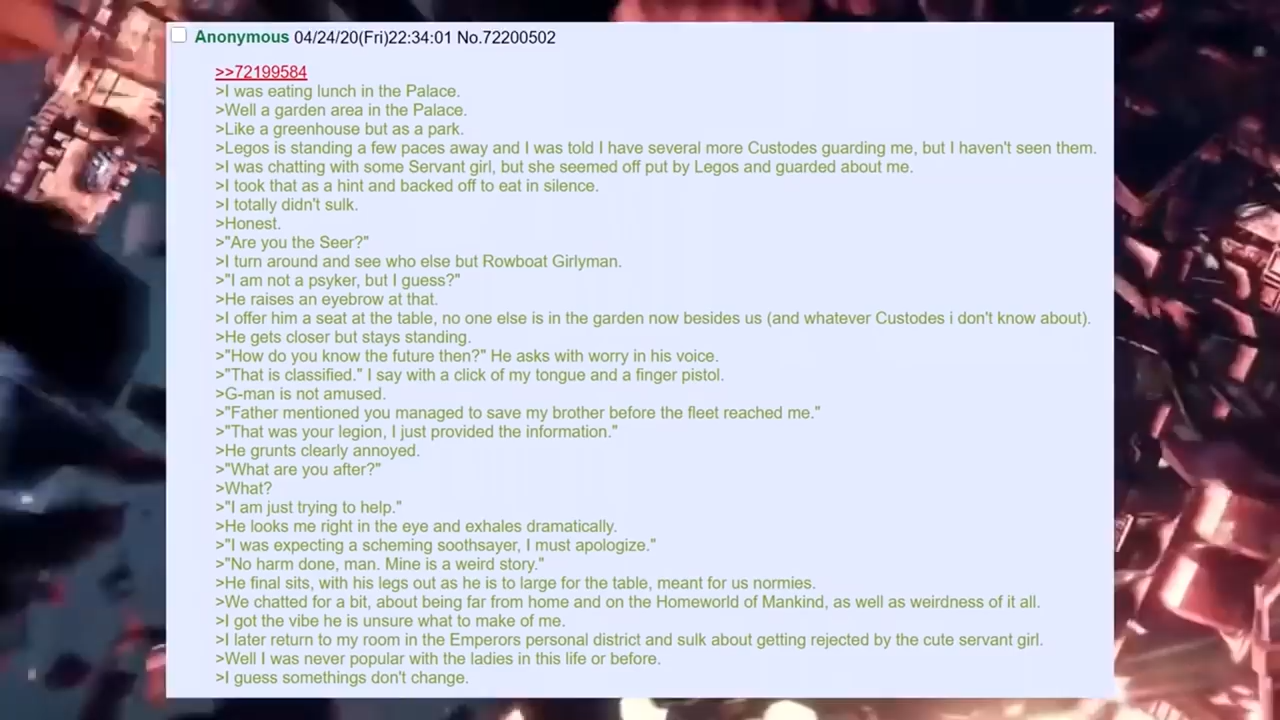 Anonymous 04/24/20(Fri)22:34:01 No.72200502
>>72199584
>I was eating lunch in the Palace.
>Well a garden area in the Palace.
>Like a greenhouse but as a park.
>Legos is standing a few paces away and I was told I have several more Custodes guarding me, but I haven't seen them.
>I was chatting with some Servant girl, but she seemed off put by Legos and guarded about me.
>I took that as a hint and backed off to eat in silence.
>I totally didn't sulk.
>Honest.
>"Are you the Seer?"
>I turn around and see who else but Rowboat Girlyman.
>"I am not a psyker, but I guess?"
>He raises an eyebrow at that.
>I offer him a seat at the table, no one else is in the garden now besides us (and whatever Custodes i don't know about).
>He gets closer but stays standing.
>"How do you know the future then?" He asks with worry in his voice.
>"That is classified." I say with a click of my tongue and a finger pistol.
>G-man is not amused.
>"Father mentioned you managed to save my brother before the fleet reached me."
>"That was your legion, I just provided the information."
>He grunts clearly annoyed.
>"What are you after?"
>What?
>"I am just trying to help."
>He looks me right in the eye and exhales dramatically.
>"I was expecting a scheming soothsayer, I must apologize."
>"No harm done, man. Mine is a weird story."
>He final sits, with his legs out as he is to large for the table, meant for us normies.
>We chatted for a bit, about being far from home and on the Homeworld of Mankind, as well as weirdness of it all.
>I got the vibe he is unsure what to make of me.
>I later return to my room in the Emperors personal district and sulk about getting rejected by the cute servant girl.
>Well I was never popular with the ladies in this life or before.
>I guess somethings don't change.